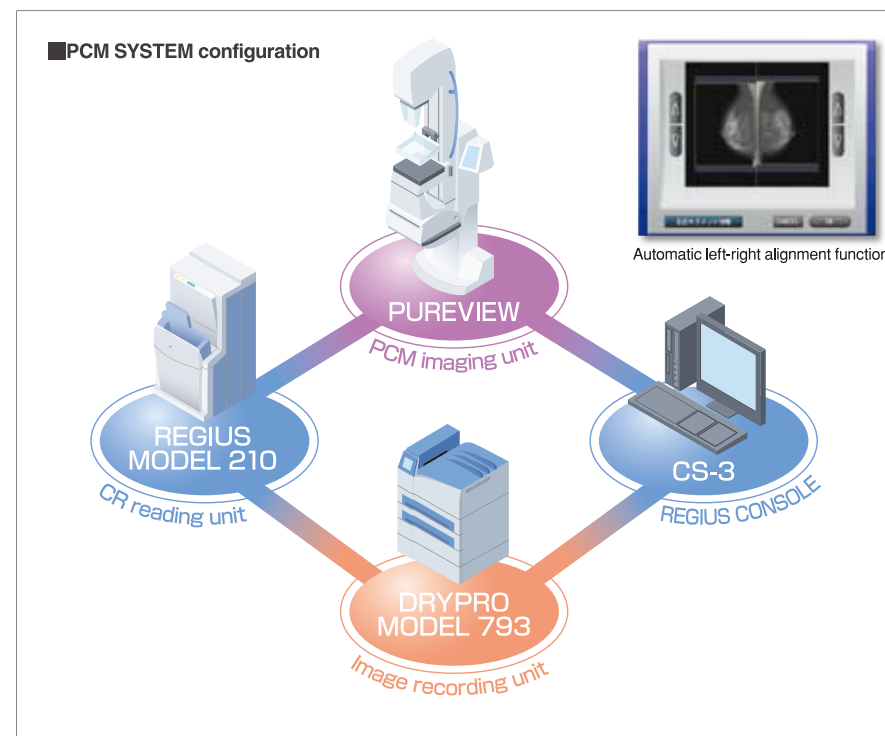 ■PCM SYSTEM configuration
Automatic left-right alignment function
PUREVIEW
PCM imaging unit
REGIUS
MODEL 210
CR reading unit
CS-3
REGIUS CONSOLE
DRYPRO
MODEL 793
Image recording unit